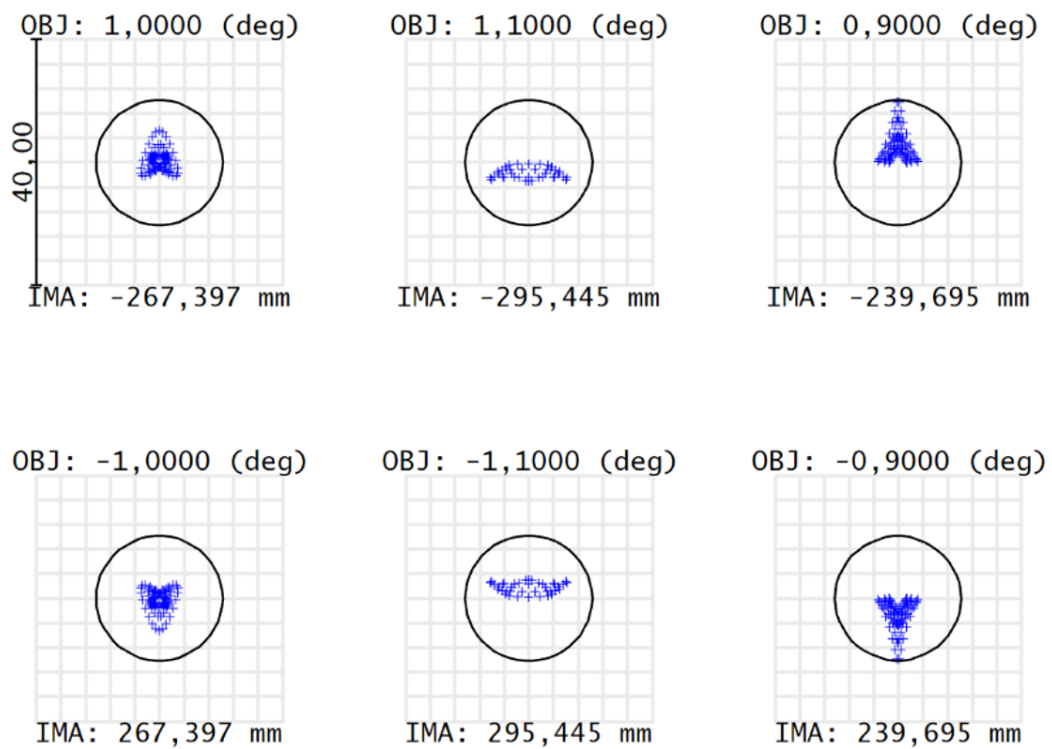 OBJ: 1,0000 (deg)
OBJ: 1,1000 (deg)
OBJ: 0,9000 (deg)
40,00
IMA: -267,397 mm
IMA: -295,445 mm
IMA: -239,695 mm
OBJ: -1,0000 (deg)
OBJ: -1,1000 (deg)
OBJ: -0,9000 (deg)
IMA: 267,397 mm
IMA: 295,445 mm
IMA: 239,695 mm